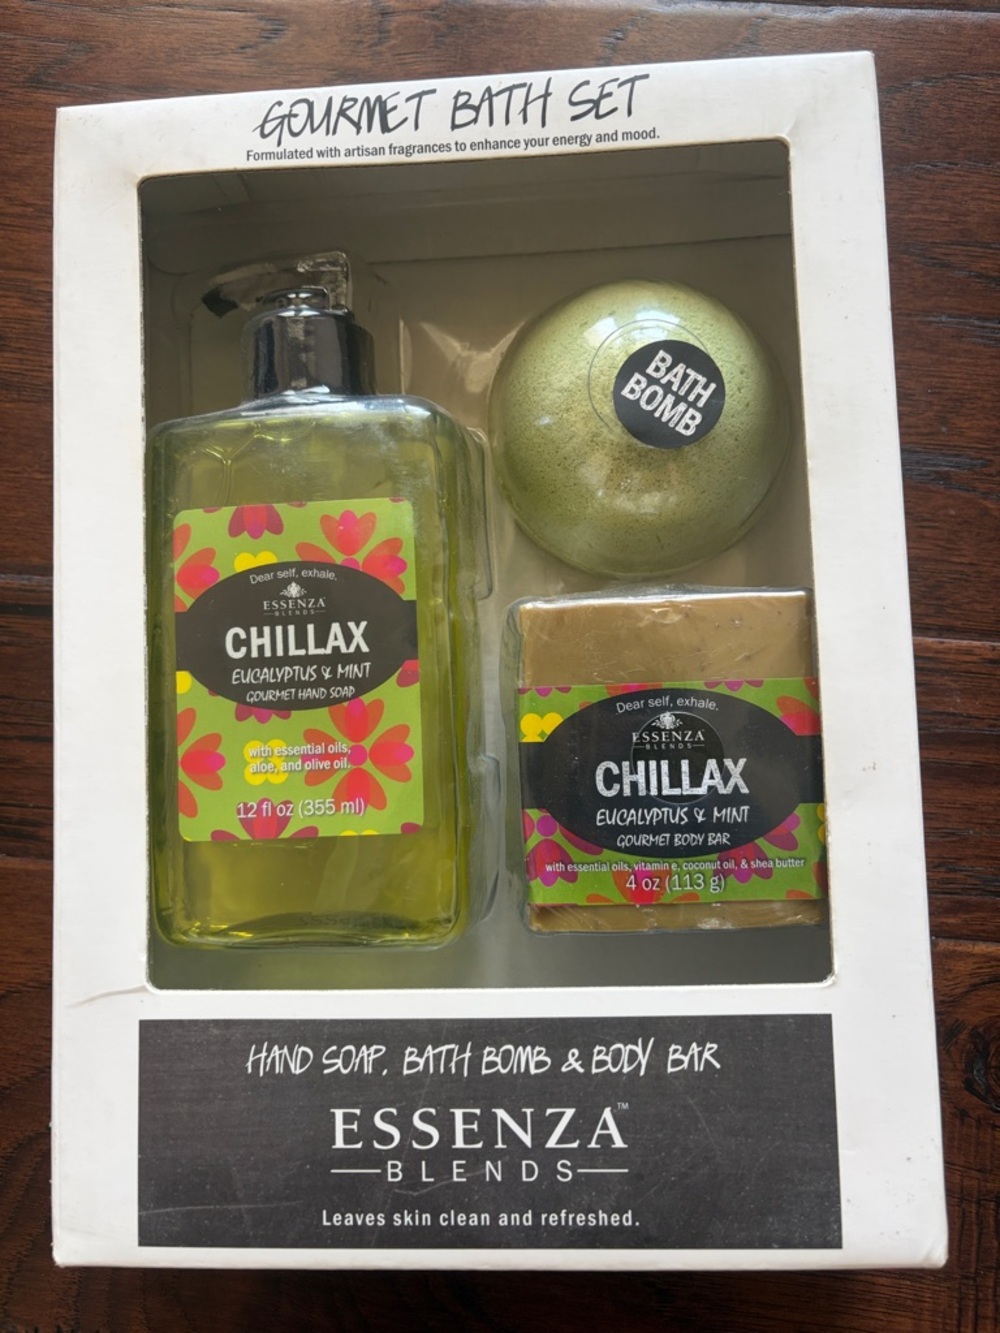 GOURMET BATH SET
Formulated with artisan fragrances to enhance your energy and mood.
BATH
BOMB
Dear self, exhale.
ESSENZA
BLENDS
CHILLAX
EUCALYPTUS & MINT
GOURMET HAND SOAP
with essential oils,
aloe, and olive oil.
12 fl oz (355 ml)
Dear self, exhale.
ESSENZA
BLENDS
CHILLAX
EUCALYPTUS & MINT
GOURMET BODY BAR
with essential oils, vitamin e, coconut oil, & shea butter
4 oz (113 g)
HAND SOAP, BATH BOMB & BODY BAR
ESSENZA™
BLENDS
Leaves skin clean and refreshed.